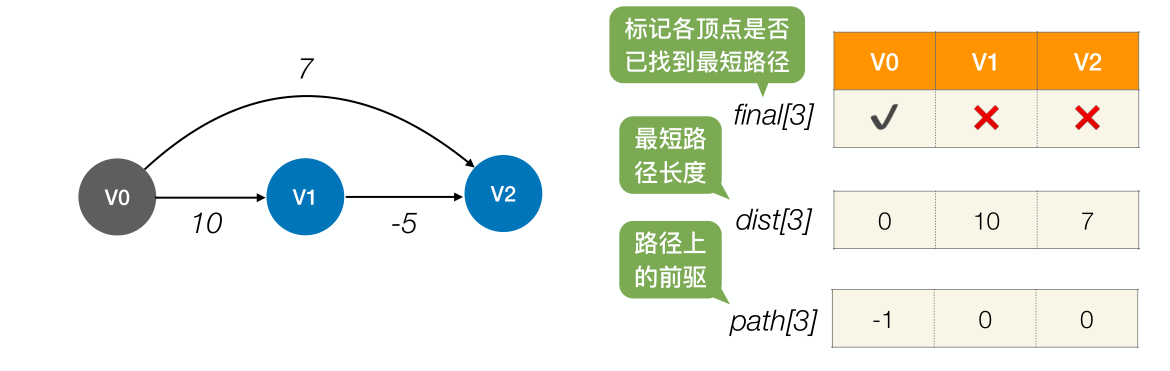 7
V0
V1
V2
10
-5
标记各顶点是否
已找到最短路径
final[3]
V0 V1 V2
✓ ✕ ✕
最短路
径长度
dist[3]
0 10 7
路径上
的前驱
path[3]
-1 0 0